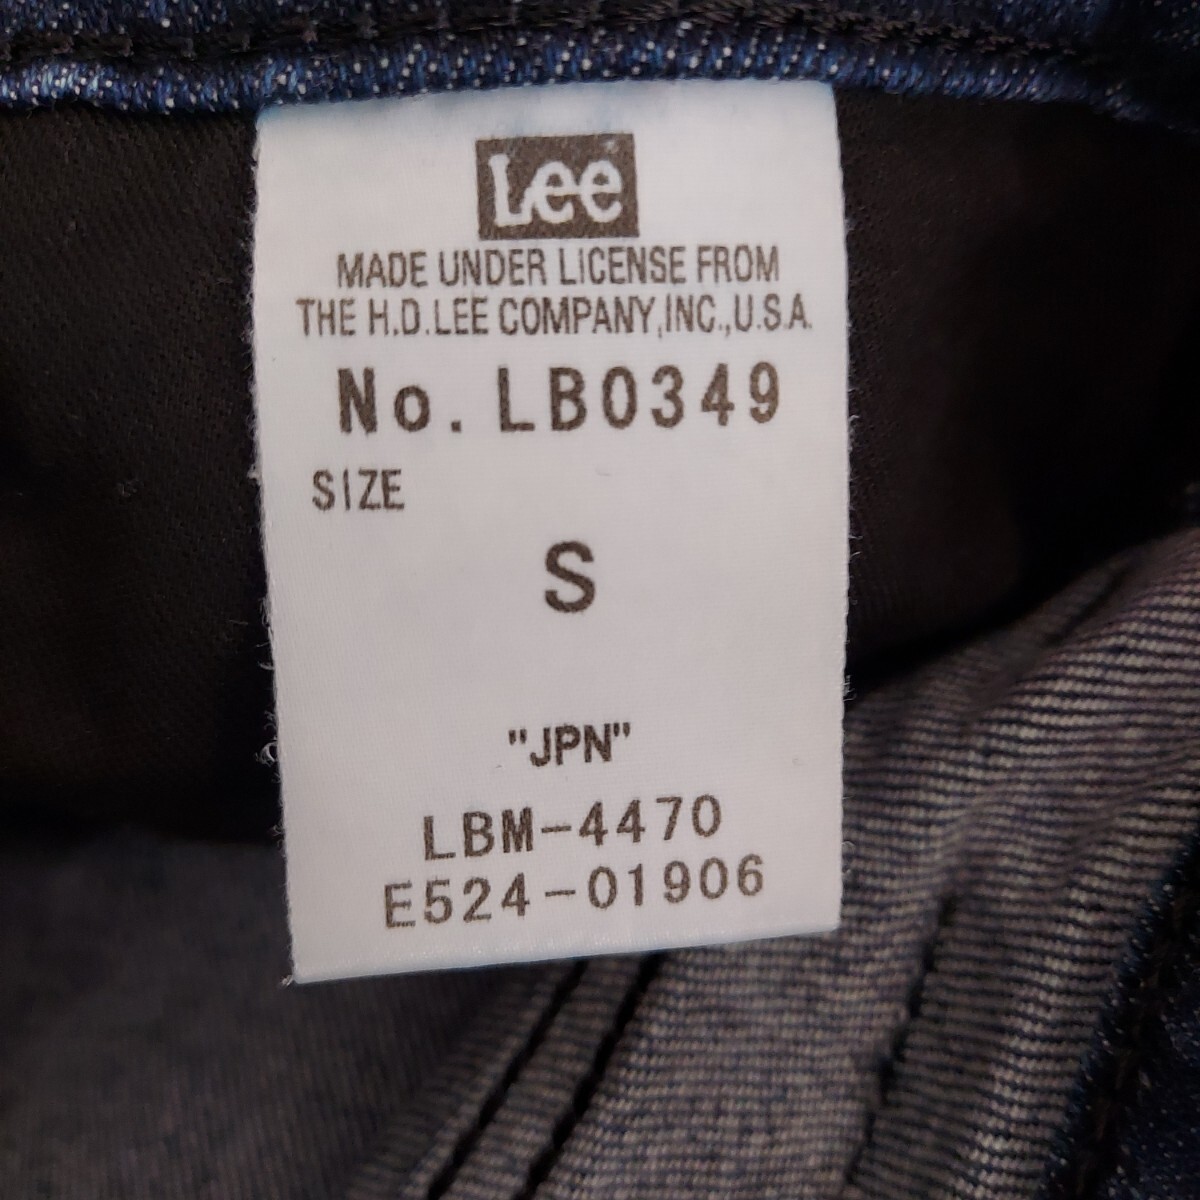 Lee
MADE UNDER LICENSE FROM
THE H.D.LEE COMPANY,INC.,U.S.A.
No. LB0349
SIZE
S
"JPN"
LBM-4470
E524-01906